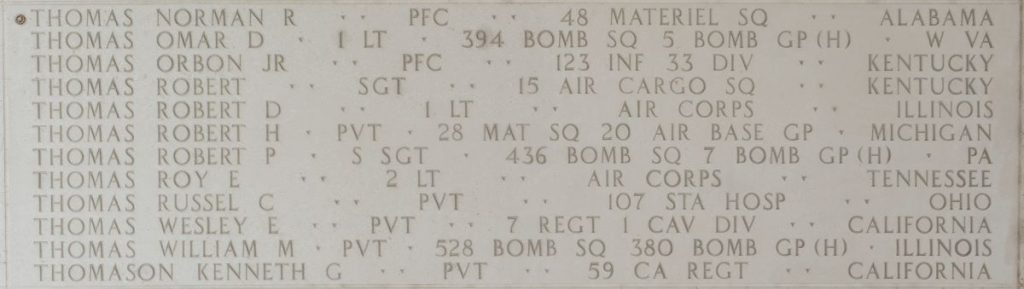 THOMAS NORMAN R · · PFC · · 48 MATERIEL SQ · · ALABAMA
THOMAS OMAR D · 1 LT · 394 BOMB SQ 5 BOMB GP (H) · W VA
THOMAS ORBON JR · · PFC · · 123 INF 33 DIV · · KENTUCKY
THOMAS ROBERT · · SGT · · 15 AIR CARGO SQ · · KENTUCKY
THOMAS ROBERT D · · 1 LT · · AIR CORPS · · ILLINOIS
THOMAS ROBERT H · PVT · 28 MAT SQ 20 AIR BASE GP · MICHIGAN
THOMAS ROBERT P · S SGT · 436 BOMB SQ 7 BOMB GP (H) · PA
THOMAS ROY E · · 2 LT · · AIR CORPS · · TENNESSEE
THOMAS RUSSEL C · · PVT · · 107 STA HOSP · · OHIO
THOMAS WESLEY E · · PVT · · 7 REGT 1 CAV DIV · · CALIFORNIA
THOMAS WILLIAM M · PVT · 528 BOMB SQ 380 BOMB GP (H) · ILLINOIS
THOMASON KENNETH G · · PVT · · 59 CA REGT · · CALIFORNIA